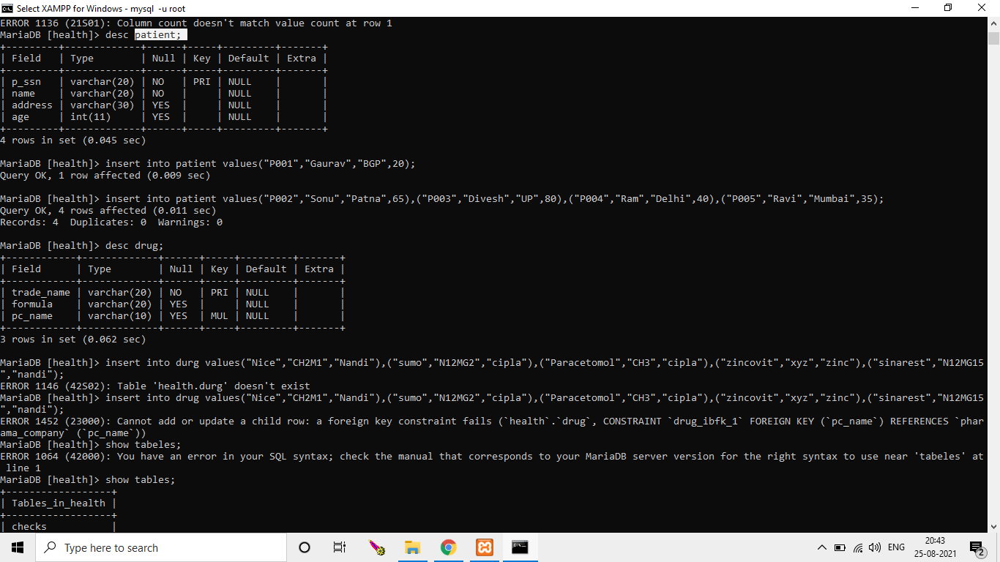 Select XAMPP for Windows - mysql -u root
ERROR 1136 (21S01): Column count doesn't match value count at row 1
MariaDB [health]> desc patient;
+---------+-------------+------+-----+---------+-------+
| Field   | Type        | Null | Key | Default | Extra |
+---------+-------------+------+-----+---------+-------+
| p_ssn   | varchar(20) | NO   | PRI | NULL    |       |
| name    | varchar(20) | NO   |     | NULL    |       |
| address | varchar(30) | YES  |     | NULL    |       |
| age     | int(11)     | YES  |     | NULL    |       |
+---------+-------------+------+-----+---------+-------+
4 rows in set (0.045 sec)
MariaDB [health]> insert into patient values("P001","Gaurav","BGP",20);
Query OK, 1 row affected (0.009 sec)
MariaDB [health]> insert into patient values("P002","Sonu","Patna",65),("P003","Divesh","UP",80),("P004","Ram","Delhi",40),("P005","Ravi","Mumbai",35);
Query OK, 4 rows affected (0.011 sec)
Records: 4  Duplicates: 0  Warnings: 0
MariaDB [health]> desc drug;
+------------+-------------+------+-----+---------+-------+
| Field      | Type        | Null | Key | Default | Extra |
+------------+-------------+------+-----+---------+-------+
| trade_name | varchar(20) | NO   | PRI | NULL    |       |
| formula    | varchar(20) | YES  |     | NULL    |       |
| pc_name    | varchar(10) | YES  | MUL | NULL    |       |
+------------+-------------+------+-----+---------+-------+
3 rows in set (0.062 sec)
MariaDB [health]> insert into durg values("Nice","CH2M1","Nandi"),("sumo","N12MG2","cipla"),("Paracetomol","CH3","cipla"),("zincovit","xyz","zinc"),("sinarest","N12MG15
","nandi");
ERROR 1146 (42S02): Table 'health.durg' doesn't exist
MariaDB [health]> insert into drug values("Nice","CH2M1","Nandi"),("sumo","N12MG2","cipla"),("Paracetomol","CH3","cipla"),("zincovit","xyz","zinc"),("sinarest","N12MG15
","nandi");
ERROR 1452 (23000): Cannot add or update a child row: a foreign key constraint fails (`health`.`drug`, CONSTRAINT `drug_ibfk_1` FOREIGN KEY (`pc_name`) REFERENCES `phar
ama_company` (`pc_name`))
MariaDB [health]> show tabeles;
ERROR 1064 (42000): You have an error in your SQL syntax; check the manual that corresponds to your MariaDB server version for the right syntax to use near 'tabeles' at
 line 1
MariaDB [health]> show tables;
+------------------+
| Tables_in_health |
+------------------+
| checks           |
Type here to search
ENG
20:43
25-08-2021
2